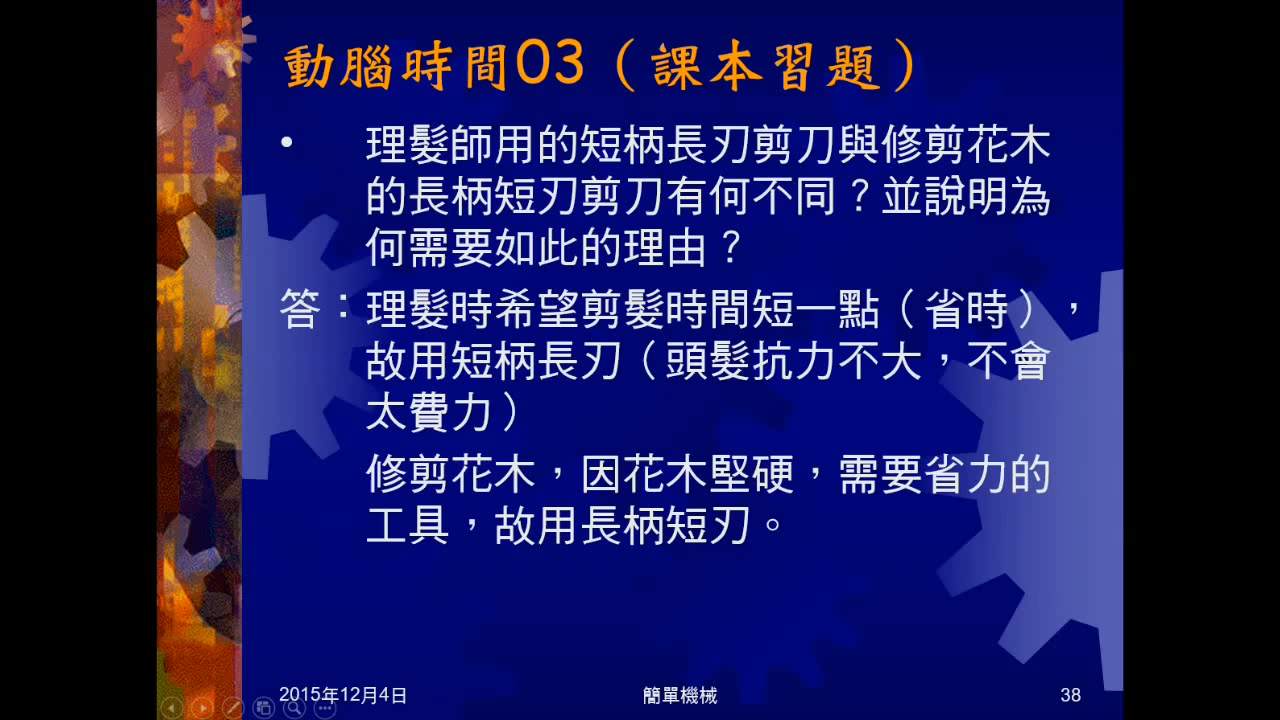 動腦時間03（課本習題）
• 理髮師用的短柄長刃剪刀與修剪花木
的長柄短刃剪刀有何不同？並說明為
何需要如此的理由？
答：理髮時希望剪髮時間短一點（省時），
故用短柄長刃（頭髮抗力不大，不會
太費力）
修剪花木，因花木堅硬，需要省力的
工具，故用長柄短刃。
2015年12月4日
簡單機械
38